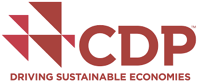 CDP
DRIVING SUSTAINABLE ECONOMIES